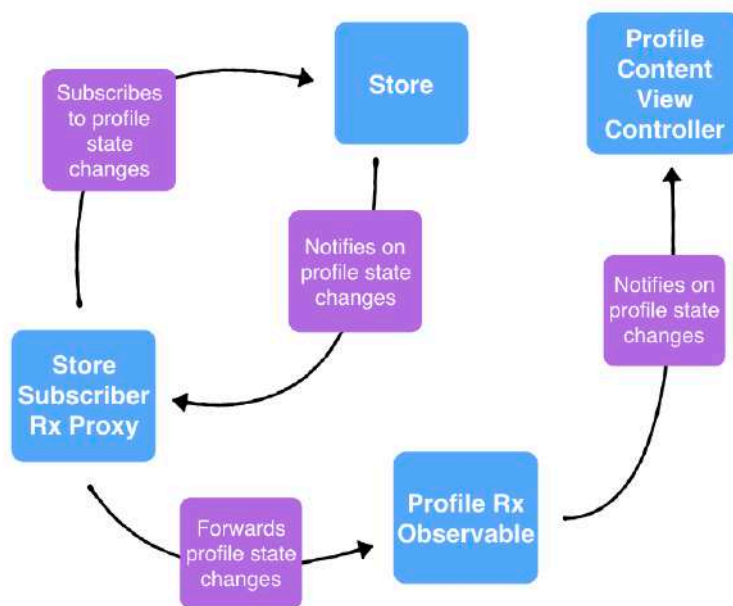 Subscribes
to profile
state
changes
Store
Profile
Content
View
Controller
Notifies on
profile state
changes
Notifies on
profile state
changes
Store
Subscriber
Rx Proxy
Forwards
profile state
changes
Profile Rx
Observable